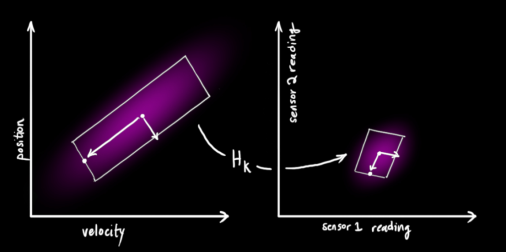 position
velocity
H_k
sensor 2 reading
sensor 1 reading